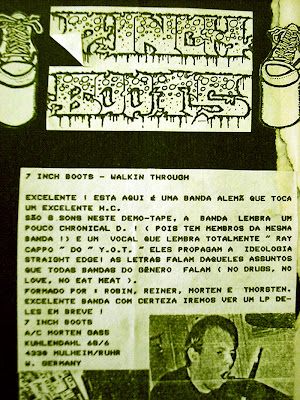 7 INCH
BOOTS
7 INCH BOOTS - WALKIN THROUGH
EXCELENTE ! ESTA AQUI é UMA BANDA ALEMã QUE TOCA
UM EXCELENTE H.C.
SãO 8 SONS NESTE DEMO-TAPE, A BANDA LEMBRA UM
POUCO CHRONICAL D. ! ( POIS TEM MEMBROS DA MESMA
BANDA !) E UM VOCAL QUE LEMBRA TOTALMENTE " RAY
CAPPO " DO " Y.O.T. " ELES PROPAGAM A IDEOLOGIA
STRAIGHT EDGE! AS LETRAS FALAM DAQUELES ASSUNTOS
QUE TODAS BANDAS DO GêNERO FALAM ( NO DRUBS, NO
LOVE, NO EAT MEAT ).
FORMADO POR : ROBIN, REINER, MORTEN E THORSTEN.
EXCELENTE BANDA COM CERTEZA IREMOS VER UM LP DE-
LES EM BREVE !
7 INCH BOOTS
A/C MORTEN GASS
KUHLENDAHL 68/6
4330 MULHEIM/RUHR
W. GERMANY